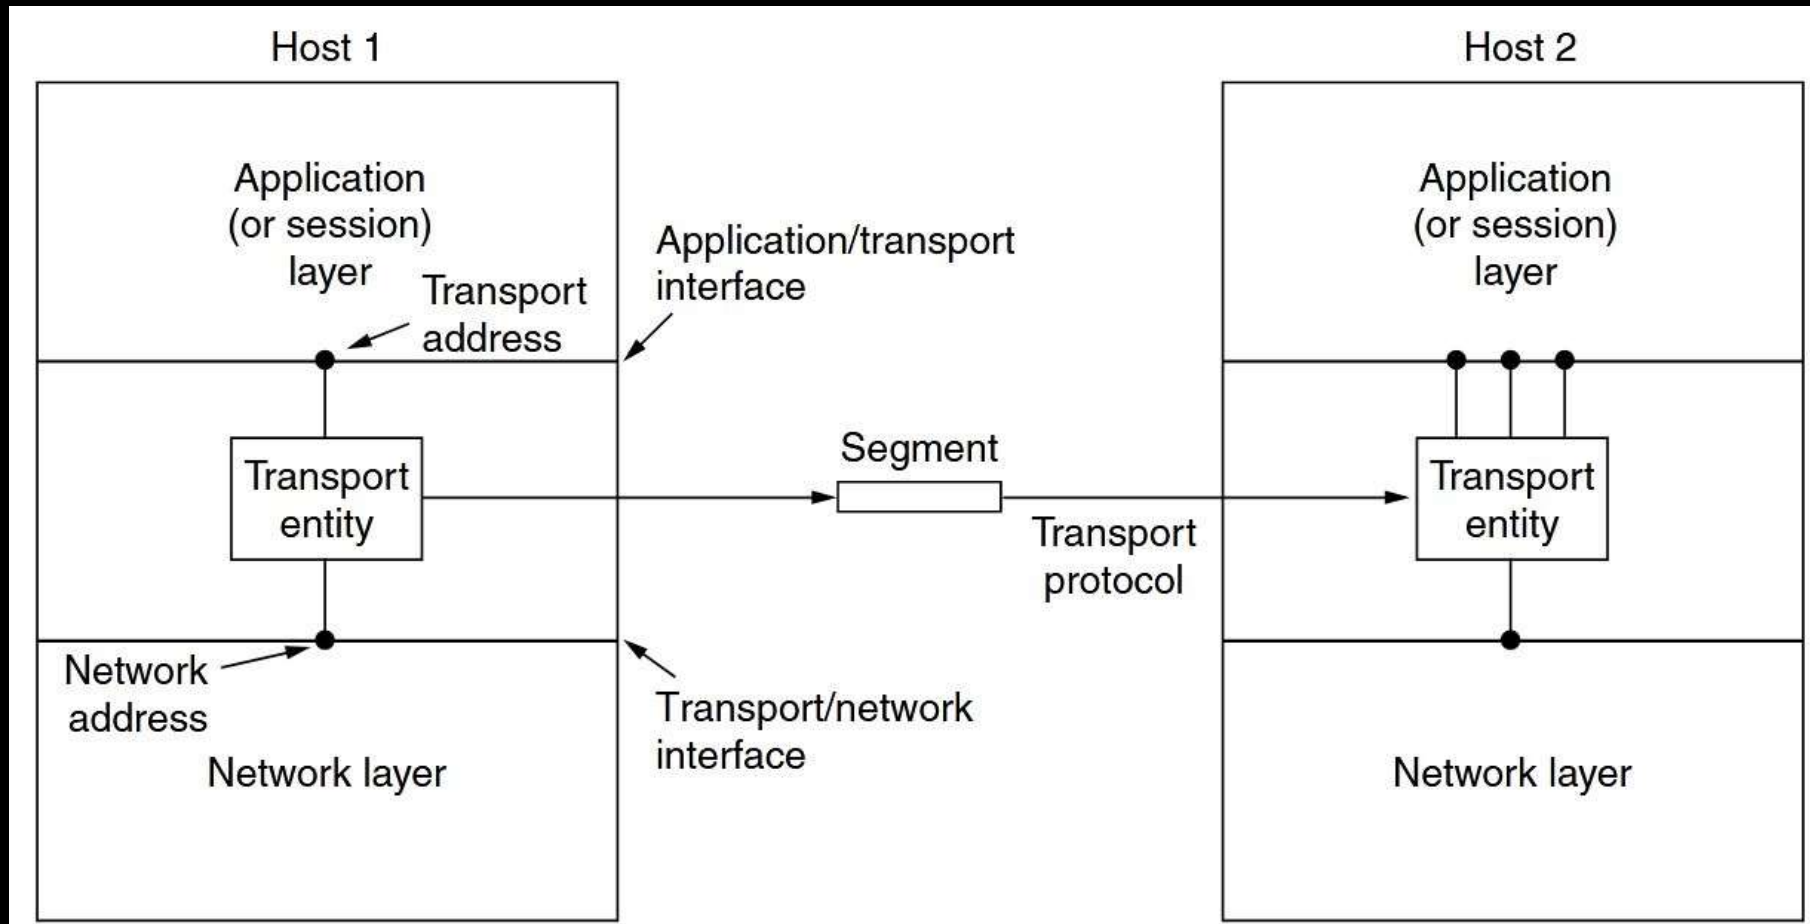 Host 1
Host 2
Application
(or session)
layer
Transport
address
Application/transport
interface
Application
(or session)
layer
Transport
entity
Segment
Transport
protocol
Transport
entity
Network
address
Network layer
Transport/network
interface
Network layer